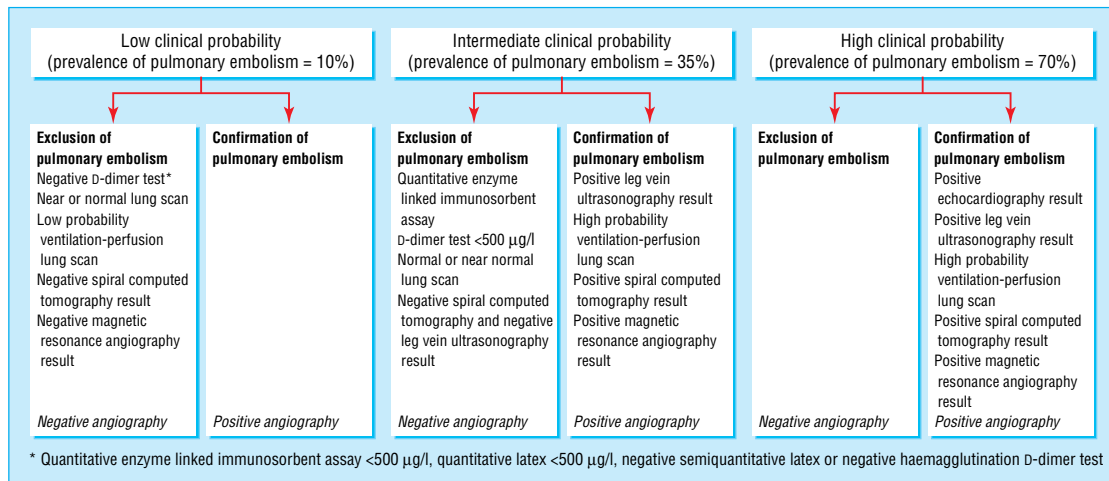 Low clinical probability
(prevalence of pulmonary embolism = 10%)
Exclusion of
pulmonary embolism
Negative D-dimer test*
Near or normal lung scan
Low probability
ventilation-perfusion
lung scan
Negative spiral computed
tomography result
Negative magnetic
resonance angiography
result
Negative angiography
Confirmation of
pulmonary embolism
Positive angiography
Intermediate clinical probability
(prevalence of pulmonary embolism = 35%)
Exclusion of
pulmonary embolism
Quantitative enzyme
linked immunosorbent
assay
D-dimer test <500 µg/l
Normal or near normal
lung scan
Negative spiral computed
tomography and negative
leg vein ultrasonography
result
Negative angiography
Confirmation of
pulmonary embolism
Positive leg vein
ultrasonography result
High probability
ventilation-perfusion
lung scan
Positive spiral computed
tomography result
Positive magnetic
resonance angiography
result
Positive angiography
High clinical probability
(prevalence of pulmonary embolism = 70%)
Exclusion of
pulmonary embolism
Negative angiography
Confirmation of
pulmonary embolism
Positive
echocardiography result
Positive leg vein
ultrasonography result
High probability
ventilation-perfusion
lung scan
Positive spiral computed
tomography result
Positive magnetic
resonance angiography
result
Positive angiography
* Quantitative enzyme linked immunosorbent assay <500 µg/l, quantitative latex <500 µg/l, negative semiquantitative latex or negative haemagglutination D-dimer test